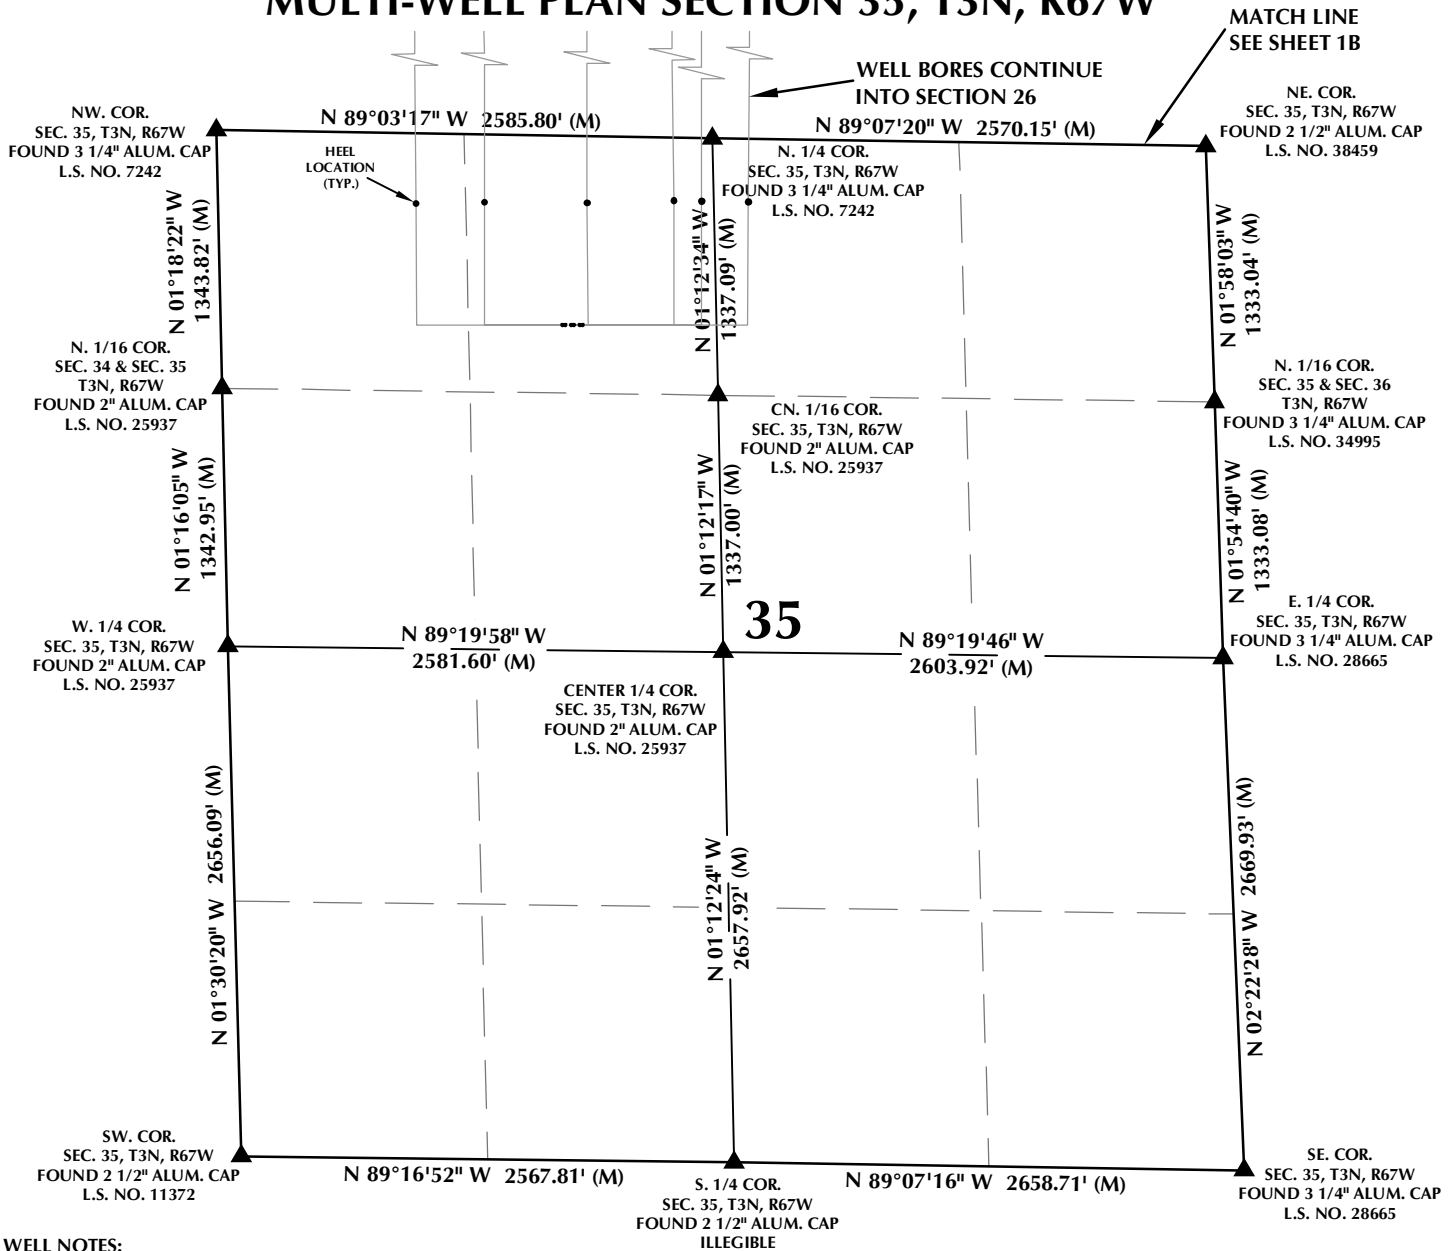 MULTI-WELL PLAN SECTION 35, T3N, R67W
MATCH LINE
SEE SHEET 1B
WELL BORES CONTINUE
INTO SECTION 26
NW. COR.
SEC. 35, T3N, R67W
FOUND 3 1/4" ALUM. CAP
L.S. NO. 7242
N 89°03'17" W 2585.80' (M)
N 89°07'20" W 2570.15' (M)
NE. COR.
SEC. 35, T3N, R67W
FOUND 2 1/2" ALUM. CAP
L.S. NO. 38459
HEEL
LOCATION
(TYP.)
N. 1/4 COR.
SEC. 35, T3N, R67W
FOUND 3 1/4" ALUM. CAP
L.S. NO. 7242
N 01°18'22" W
1343.82' (M)
N 01°12'34" W
1337.09' (M)
N 01°58'03" W
1333.04' (M)
N. 1/16 COR.
SEC. 34 & SEC. 35
T3N, R67W
FOUND 2" ALUM. CAP
L.S. NO. 25937
CN. 1/16 COR.
SEC. 35, T3N, R67W
FOUND 2" ALUM. CAP
L.S. NO. 25937
N. 1/16 COR.
SEC. 35 & SEC. 36
T3N, R67W
FOUND 3 1/4" ALUM. CAP
L.S. NO. 34995
N 01°16'05" W
1342.95' (M)
N 01°12'17" W
1337.00' (M)
N 01°54'40" W
1333.08' (M)
W. 1/4 COR.
SEC. 35, T3N, R67W
FOUND 2" ALUM. CAP
L.S. NO. 25937
N 89°19'58" W
2581.60' (M)
35
N 89°19'46" W
2603.92' (M)
E. 1/4 COR.
SEC. 35, T3N, R67W
FOUND 3 1/4" ALUM. CAP
L.S. NO. 28665
CENTER 1/4 COR.
SEC. 35, T3N, R67W
FOUND 2" ALUM. CAP
L.S. NO. 25937
N 01°30'20" W 2656.09' (M)
N 01°12'24" W
2657.92' (M)
N 02°22'28" W 2669.93' (M)
SW. COR.
SEC. 35, T3N, R67W
FOUND 2 1/2" ALUM. CAP
L.S. NO. 11372
N 89°16'52" W 2567.81' (M)
S. 1/4 COR.
SEC. 35, T3N, R67W
FOUND 2 1/2" ALUM. CAP
ILLEGIBLE
N 89°07'16" W 2658.71' (M)
SE. COR.
SEC. 35, T3N, R67W
FOUND 3 1/4" ALUM. CAP
L.S. NO. 28665
WELL NOTES: